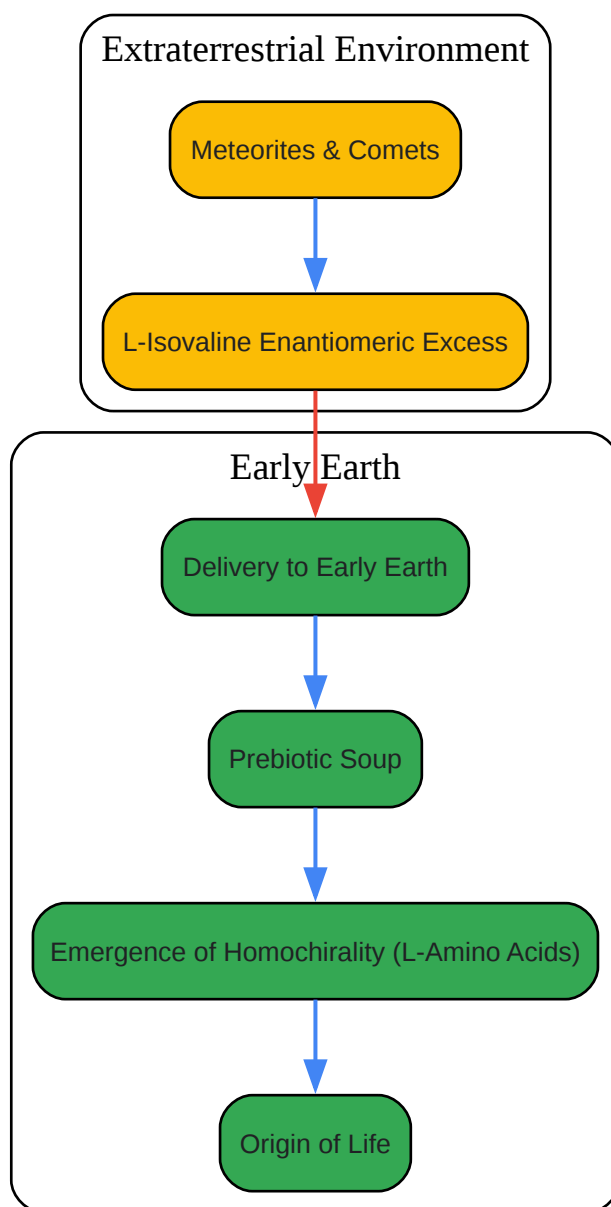 Extraterrestrial Environment
Meteorites & Comets
L-Isovaline Enantiomeric Excess
Early Earth
Delivery to Early Earth
Prebiotic Soup
Emergence of Homochirality (L-Amino Acids)
Origin of Life